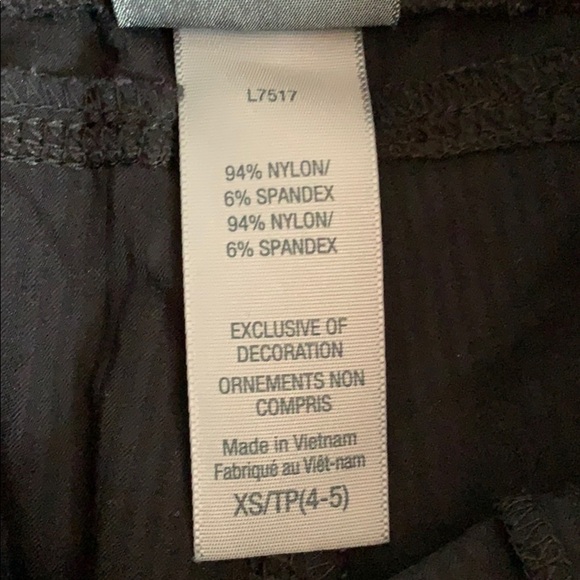 L7517
94% NYLON/
6% SPANDEX
94% NYLON/
6% SPANDEX
EXCLUSIVE OF
DECORATION
ORNEMENTS NON
COMPRIS
Made in Vietnam
Fabriqué au Viêt-nam
XS/TP(4-5)